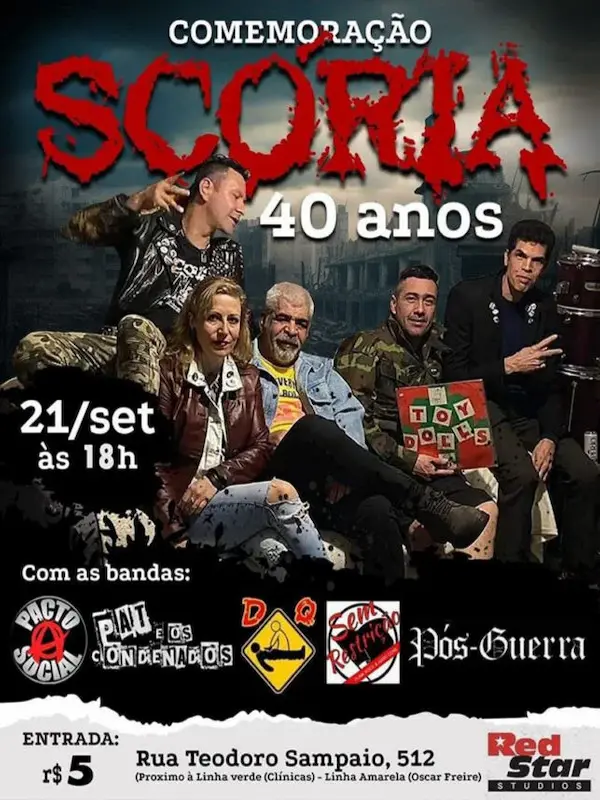 COMEMORAÇÃO
SCÓRIA
40 anos
TOY
DOLLS
21/set
às 18h
Com as bandas:
PACTO
SOCIAL
PAT E OS
CONDENADOS
D Q
Sem
Restrição
Pós-Guerra
ENTRADA:
r$ 5
Rua Teodoro Sampaio, 512
(Proximo à Linha verde (Clínicas) – Linha Amarela (Oscar Freire)
Red
Star
STUDIOS